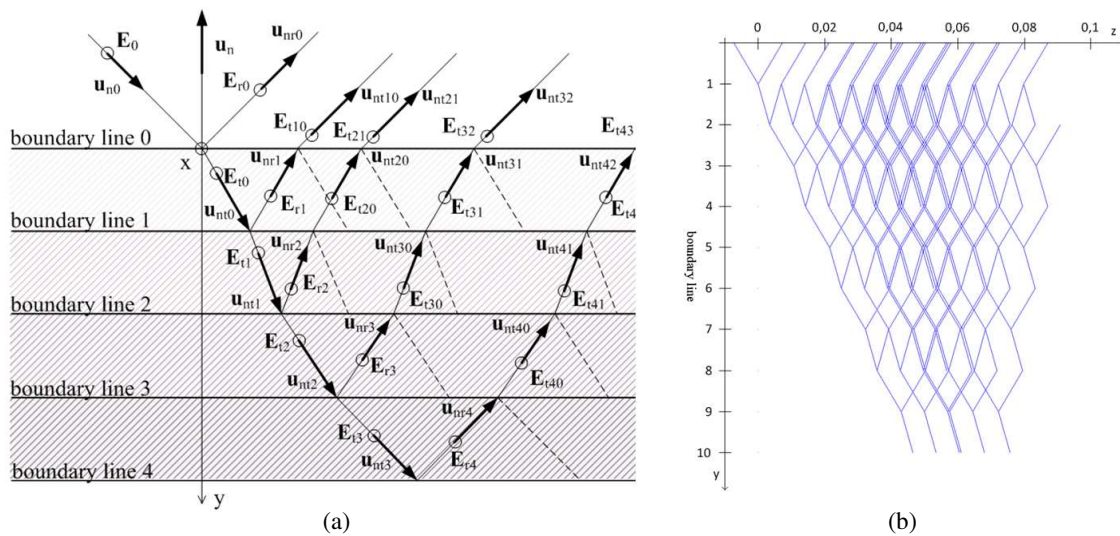 E0
un
unr0
un0
Er0
unt10
unt21
unt32
Et10
Et21
Et32
Et43
boundary line 0
x
unr1
unt20
unt31
unt42
Et0
unt0
Er1
Et20
Et31
Et4
boundary line 1
Et1
unr2
unt30
unt41
unt1
Er2
Et30
Et41
boundary line 2
Et2
unr3
unt40
unt2
Er3
Et40
boundary line 3
unr4
Et3
unt3
Er4
boundary line 4
y
(a)
0 0,02 0,04 0,06 0,08 0,1 z
1
2
3
4
5
6
7
8
9
10
boundary line
y
(b)